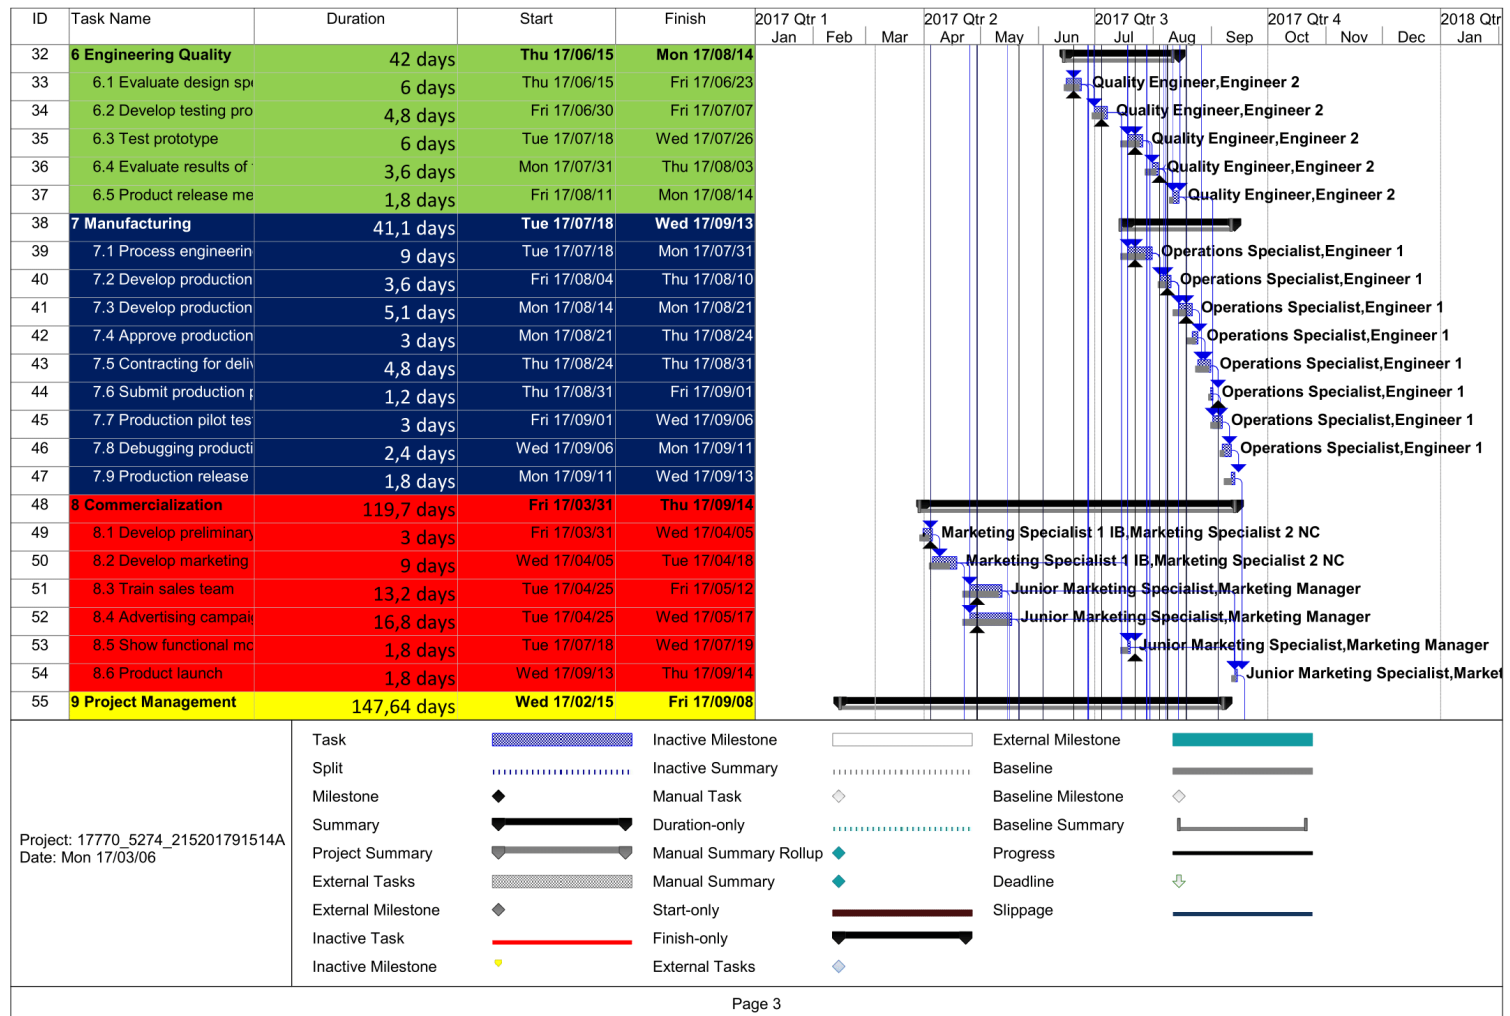 ID Task Name Duration Start Finish 2017 Qtr 1 2017 Qtr 2 2017 Qtr 3 2017 Qtr 4 2018 Qtr
Jan Feb Mar Apr May Jun Jul Aug Sep Oct Nov Dec Jan
32 6 Engineering Quality 42 days Thu 17/06/15 Mon 17/08/14
33 6.1 Evaluate design spe 6 days Thu 17/06/15 Fri 17/06/23 Quality Engineer,Engineer 2
34 6.2 Develop testing pro 4,8 days Fri 17/06/30 Fri 17/07/07 Quality Engineer,Engineer 2
35 6.3 Test prototype 6 days Tue 17/07/18 Wed 17/07/26 Quality Engineer,Engineer 2
36 6.4 Evaluate results of 3,6 days Mon 17/07/31 Thu 17/08/03 Quality Engineer,Engineer 2
37 6.5 Product release me 1,8 days Fri 17/08/11 Mon 17/08/14 Quality Engineer,Engineer 2
38 7 Manufacturing 41,1 days Tue 17/07/18 Wed 17/09/13
39 7.1 Process engineerin 9 days Tue 17/07/18 Mon 17/07/31 Operations Specialist,Engineer 1
40 7.2 Develop production 3,6 days Fri 17/08/04 Thu 17/08/10 Operations Specialist,Engineer 1
41 7.3 Develop production 5,1 days Mon 17/08/14 Mon 17/08/21 Operations Specialist,Engineer 1
42 7.4 Approve production 3 days Mon 17/08/21 Thu 17/08/24 Operations Specialist,Engineer 1
43 7.5 Contracting for deliv 4,8 days Thu 17/08/24 Thu 17/08/31 Operations Specialist,Engineer 1
44 7.6 Submit production p 1,2 days Thu 17/08/31 Fri 17/09/01 Operations Specialist,Engineer 1
45 7.7 Production pilot tes 3 days Fri 17/09/01 Wed 17/09/06 Operations Specialist,Engineer 1
46 7.8 Debugging producti 2,4 days Wed 17/09/06 Mon 17/09/11 Operations Specialist,Engineer 1
47 7.9 Production release 1,8 days Mon 17/09/11 Wed 17/09/13
48 8 Commercialization 119,7 days Fri 17/03/31 Thu 17/09/14
49 8.1 Develop preliminary 3 days Fri 17/03/31 Wed 17/04/05 Marketing Specialist 1 IB,Marketing Specialist 2 NC
50 8.2 Develop marketing 9 days Wed 17/04/05 Tue 17/04/18 Marketing Specialist 1 IB,Marketing Specialist 2 NC
51 8.3 Train sales team 13,2 days Tue 17/04/25 Fri 17/05/12 Junior Marketing Specialist,Marketing Manager
52 8.4 Advertising campai 16,8 days Tue 17/04/25 Wed 17/05/17 Junior Marketing Specialist,Marketing Manager
53 8.5 Show functional mo 1,8 days Tue 17/07/18 Wed 17/07/19 Junior Marketing Specialist,Marketing Manager
54 8.6 Product launch 1,8 days Wed 17/09/13 Thu 17/09/14 Junior Marketing Specialist,Market
55 9 Project Management 147,64 days Wed 17/02/15 Fri 17/09/08
Project: 17770_5274_215201791514A
Date: Mon 17/03/06
Task Inactive Milestone External Milestone
Split Inactive Summary Baseline
Milestone Manual Task Baseline Milestone
Summary Duration-only Baseline Summary
Project Summary Manual Summary Rollup Progress
External Tasks Manual Summary Deadline
External Milestone Start-only Slippage
Inactive Task Finish-only
Inactive Milestone External Tasks
Page 3